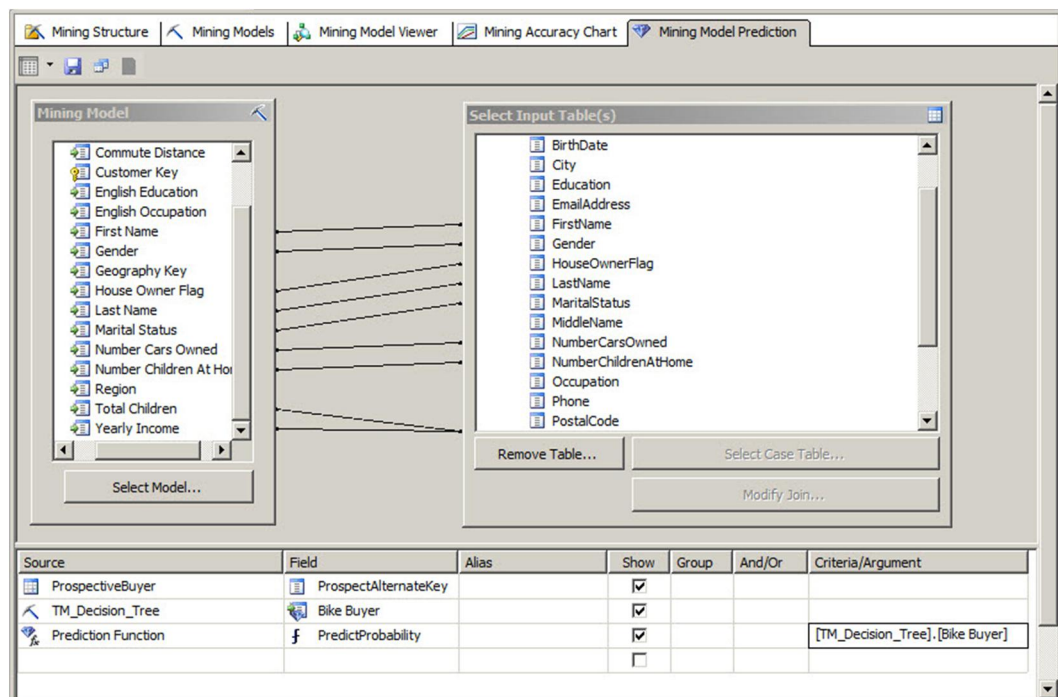 Mining Structure Mining Models Mining Model Viewer Mining Accuracy Chart Mining Model Prediction
Mining Model
Commute Distance
Customer Key
English Education
English Occupation
First Name
Gender
Geography Key
House Owner Flag
Last Name
Marital Status
Number Cars Owned
Number Children At Hor
Region
Total Children
Yearly Income
Select Model...
Select Input Table(s)
BirthDate
City
Education
EmailAddress
FirstName
Gender
HouseOwnerFlag
LastName
MaritalStatus
MiddleName
NumberCarsOwned
NumberChildrenAtHome
Occupation
Phone
PostalCode
Remove Table... Select Case Table...
Modify Join...
Source Field Alias Show Group And/Or Criteria/Argument
ProspectiveBuyer ProspectAlternateKey
TM_Decision_Tree Bike Buyer
Prediction Function PredictProbability [TM_Decision_Tree].[Bike Buyer]